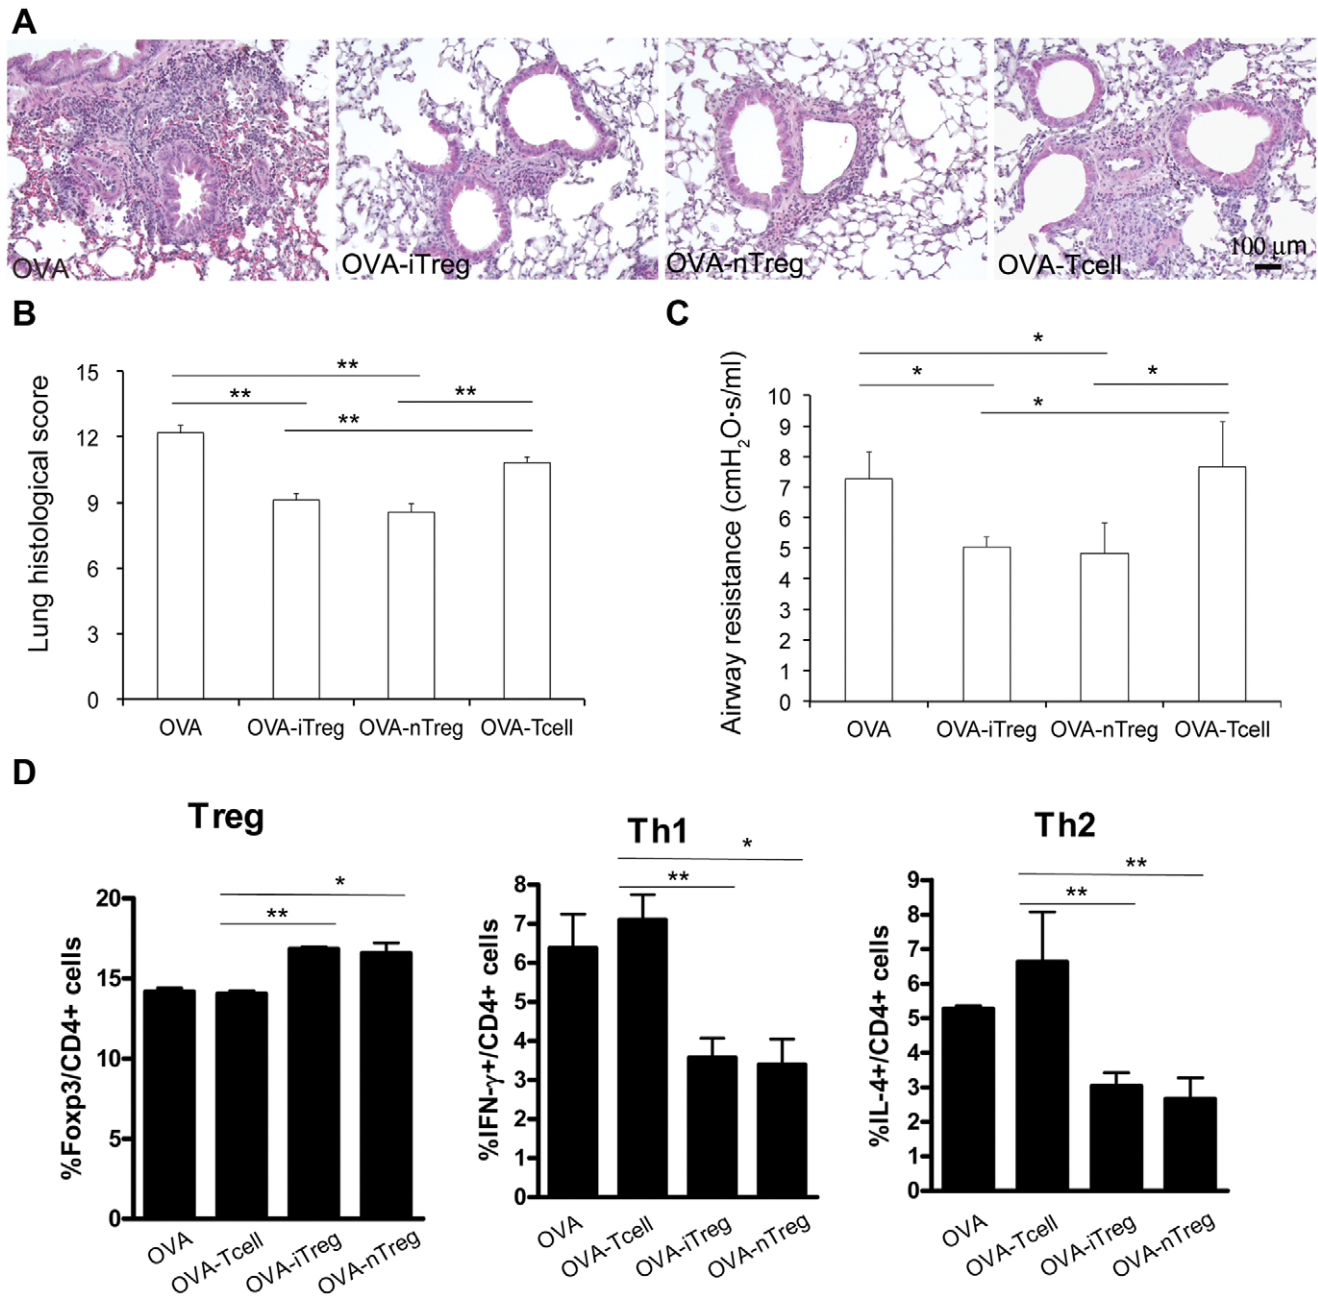 A
OVA
OVA-iTreg
OVA-nTreg
OVA-Tcell
100 μm
B
Lung histological score
15
12
9
6
3
0
**
**
**
**
OVA
OVA-iTreg
OVA-nTreg
OVA-Tcell
C
Airway resistance (cmH₂O·s/ml)
10
9
8
7
6
5
4
3
2
1
0
*
*
*
*
OVA
OVA-iTreg
OVA-nTreg
OVA-Tcell
D
Treg
%Foxp3/CD4+ cells
20
15
10
5
0
*
**
OVA
OVA-Tcell
OVA-iTreg
OVA-nTreg
Th1
%IFN-γ+/CD4+ cells
8
7
6
5
4
3
2
1
0
*
**
OVA
OVA-Tcell
OVA-iTreg
OVA-nTreg
Th2
%IL-4+/CD4+ cells
9
8
7
6
5
4
3
2
1
0
**
**
OVA
OVA-Tcell
OVA-iTreg
OVA-nTreg